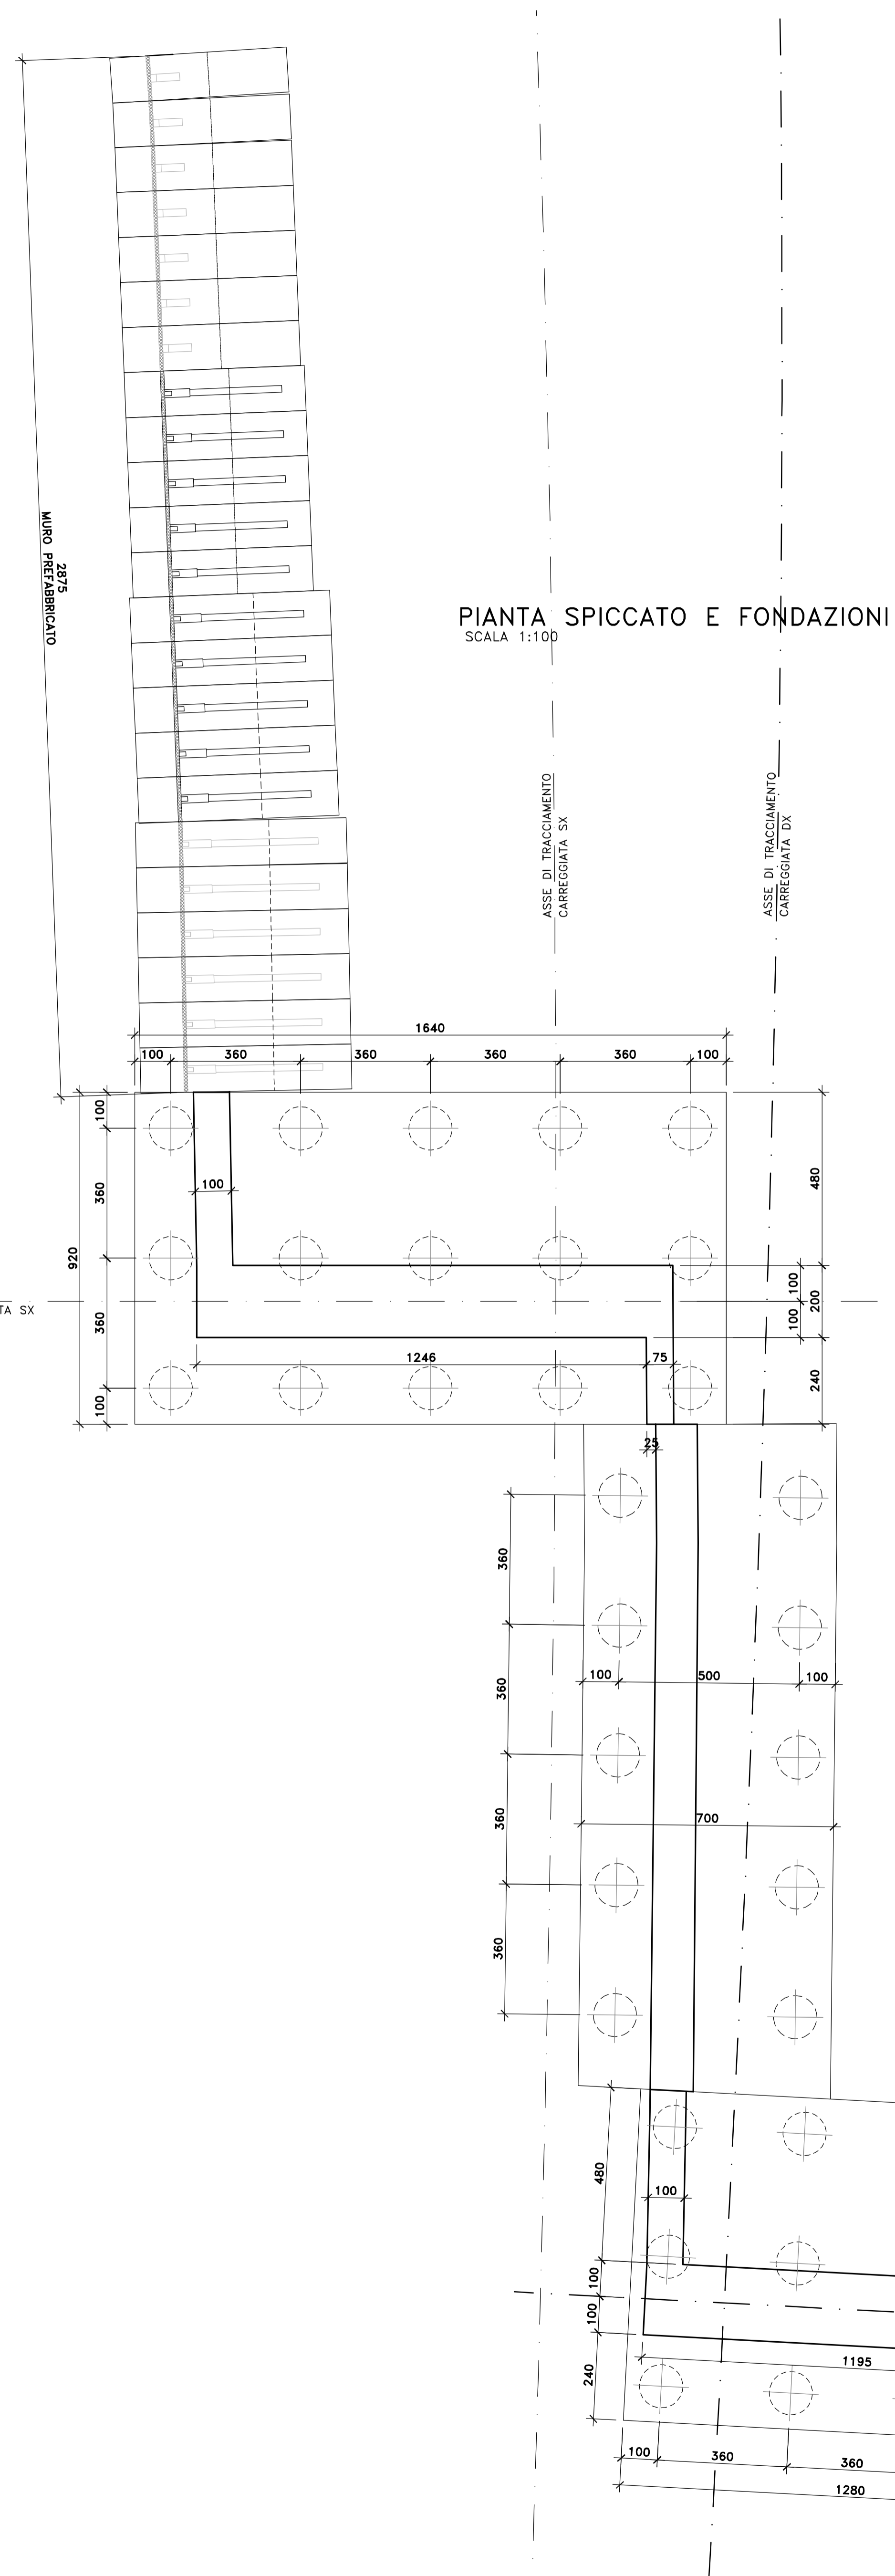 2875
MURO PREFABBRICATO
PIANTA SPICCATO E FONDAZIONI
SCALA 1:100
ASSE DI TRACCIAMENTO
CARREGGIATA SX
ASSE DI TRACCIAMENTO
CARREGGIATA DX
1640
100 360 360 360 360 100
100
360
920
360
100
100
480
100
200
100
240
TA SX
1246 75
25
360
360
360
360
100 500 100
700
480
100
100
100
240
1195
100 360 360
1280